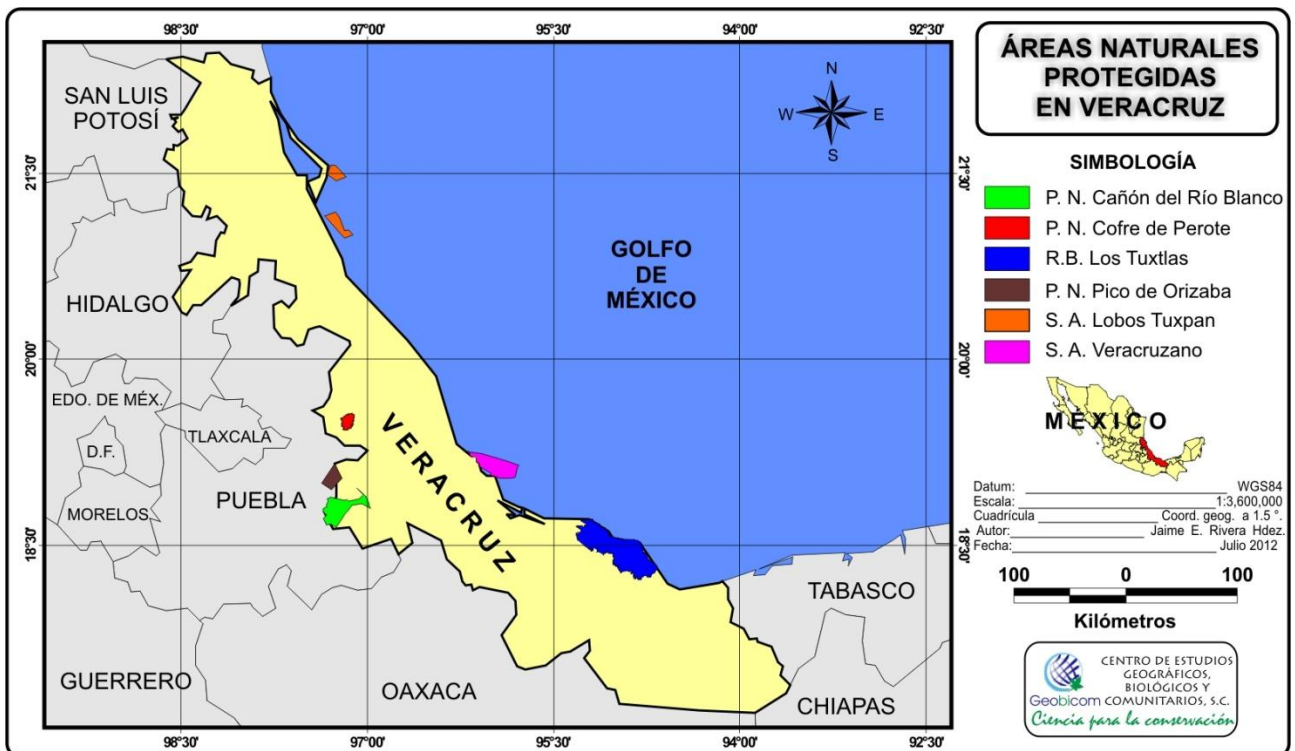 98°30'
97°00'
95°30'
94°00'
92°30'
ÁREAS NATURALES
PROTEGIDAS
EN VERACRUZ
SAN LUIS
POTOSÍ
N
W
E
S
21°30'
21°30'
SIMBOLOGÍA
P. N. Cañón del Río Blanco
P. N. Cofre de Perote
R.B. Los Tuxtlas
P. N. Pico de Orizaba
S. A. Lobos Tuxpan
S. A. Veracruzano
GOLFO
DE
MÉXICO
HIDALGO
20°00'
20°00'
EDO. DE MÉX.
TLAXCALA
D.F.
MORELOS.
PUEBLA
VERACRUZ
MÉXICO
Datum: WGS84
Escala: 1:3,600,000
Cuadrícula Coord. geog. a 1.5 °.
Autor: Jaime E. Rivera Hdez.
Fecha: Julio 2012
18°30'
18°30'
100 0 100
Kilómetros
TABASCO
GUERRERO
OAXACA
CHIAPAS
Geobicom
CENTRO DE ESTUDIOS
GEOGRÁFICOS,
BIOLÓGICOS Y
COMUNITARIOS, S.C.
Ciencia para la conservación
98°30'
97°00'
95°30'
94°00'
92°30'